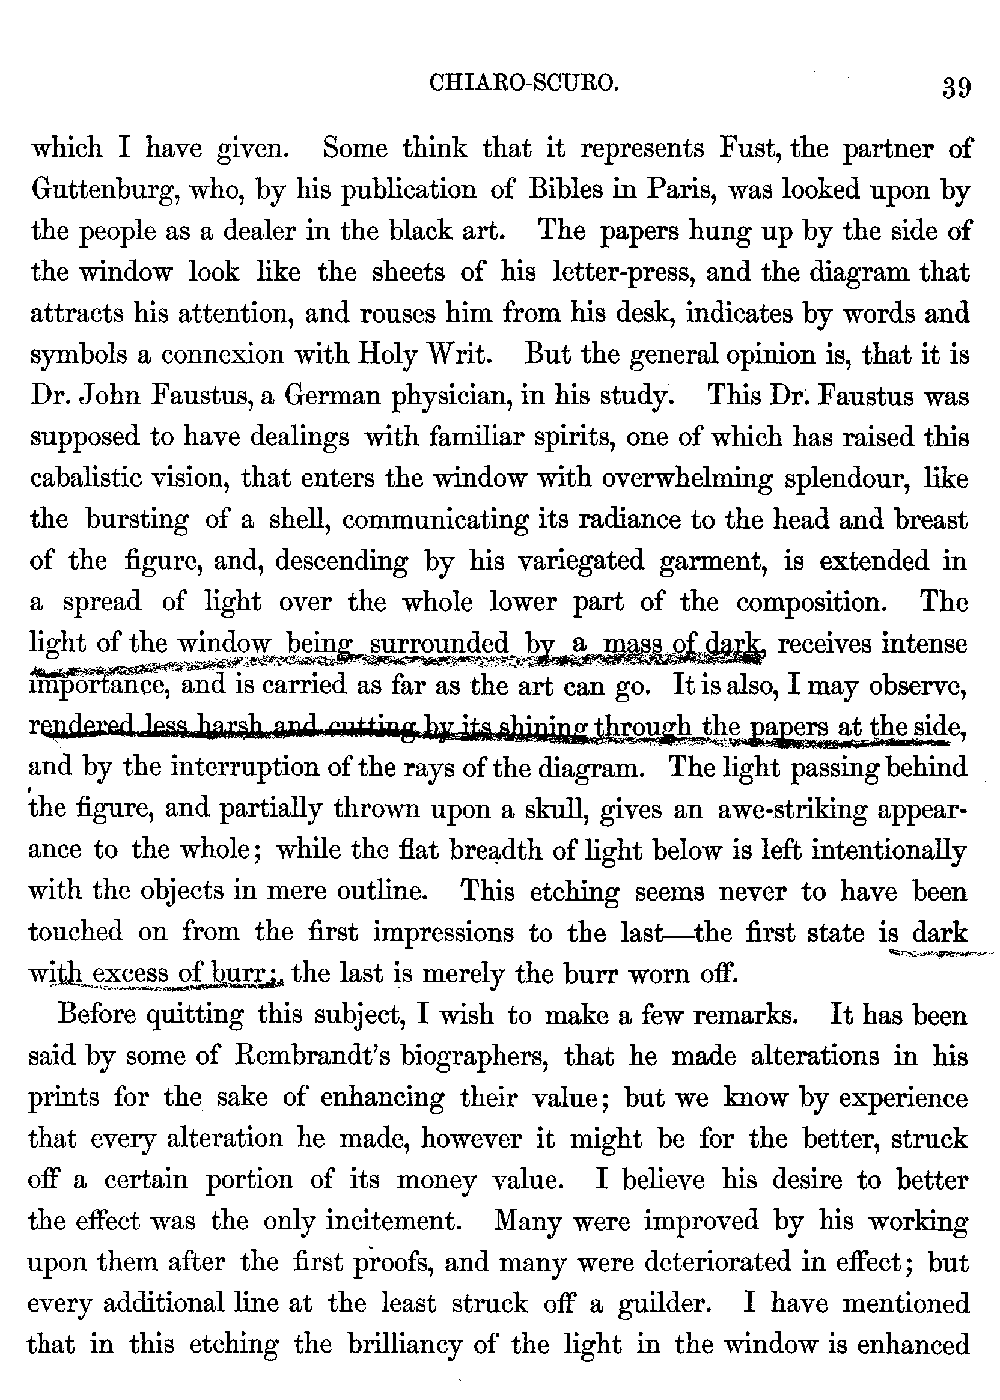 CHIARO-SCURO. 39
which I have given. Some think that it represents Fust, the partner of
Guttenburg, who, by his publication of Bibles in Paris, was looked upon by
the people as a dealer in the black art. The papers hung up by the side of
the window look like the sheets of his letter-press, and the diagram that
attracts his attention, and rouses him from his desk, indicates by words and
symbols a connexion with Holy Writ. But the general opinion is, that it is
Dr. John Faustus, a German physician, in his study. This Dr. Faustus was
supposed to have dealings with familiar spirits, one of which has raised this
cabalistic vision, that enters the window with overwhelming splendour, like
the bursting of a shell, communicating its radiance to the head and breast
of the figure, and, descending by his variegated garment, is extended in
a spread of light over the whole lower part of the composition. The
light of the window being surrounded by a mass of dark, receives intense
importance, and is carried as far as the art can go. It is also, I may observe,
rendered less harsh and cutting by its shining through the papers at the side,
and by the interruption of the rays of the diagram. The light passing behind
the figure, and partially thrown upon a skull, gives an awe-striking appear-
ance to the whole; while the flat breadth of light below is left intentionally
with the objects in mere outline. This etching seems never to have been
touched on from the first impressions to the last—the first state is dark
with excess of burr; the last is merely the burr worn off.
Before quitting this subject, I wish to make a few remarks. It has been
said by some of Rembrandt's biographers, that he made alterations in his
prints for the sake of enhancing their value; but we know by experience
that every alteration he made, however it might be for the better, struck
off a certain portion of its money value. I believe his desire to better
the effect was the only incitement. Many were improved by his working
upon them after the first proofs, and many were deteriorated in effect; but
every additional line at the least struck off a guilder. I have mentioned
that in this etching the brilliancy of the light in the window is enhanced